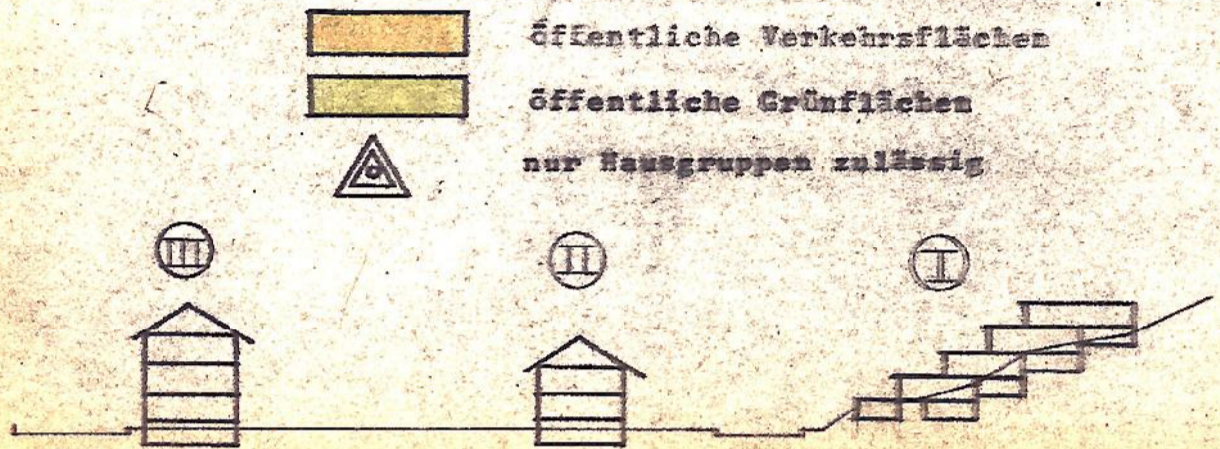 öffentliche Verkehrsflächen
öffentliche Grünflächen
nur Hausgruppen zulässig
III II I